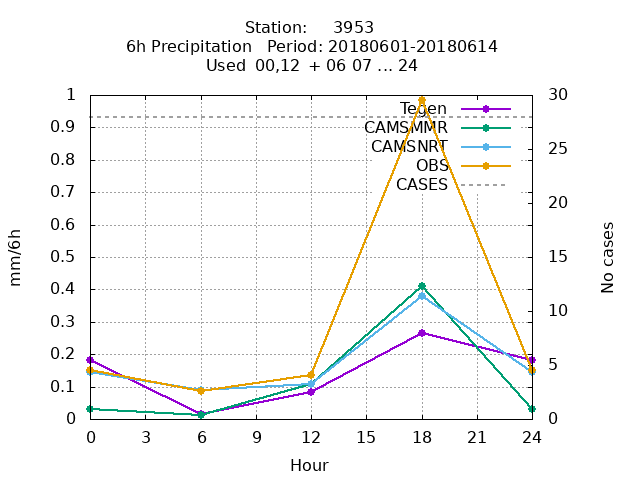 Station: 3953
6h Precipitation Period: 20180601-20180614
Used 00,12 + 06 07 ... 24
1
0.9
0.8
0.7
0.6
0.5
0.4
0.3
0.2
0.1
0
30
25
20
15
10
5
0
Tegen
CAMSMMR
CAMSNRT
OBS
CASES
mm/6h
No cases
0 3 6 9 12 15 18 21 24
Hour